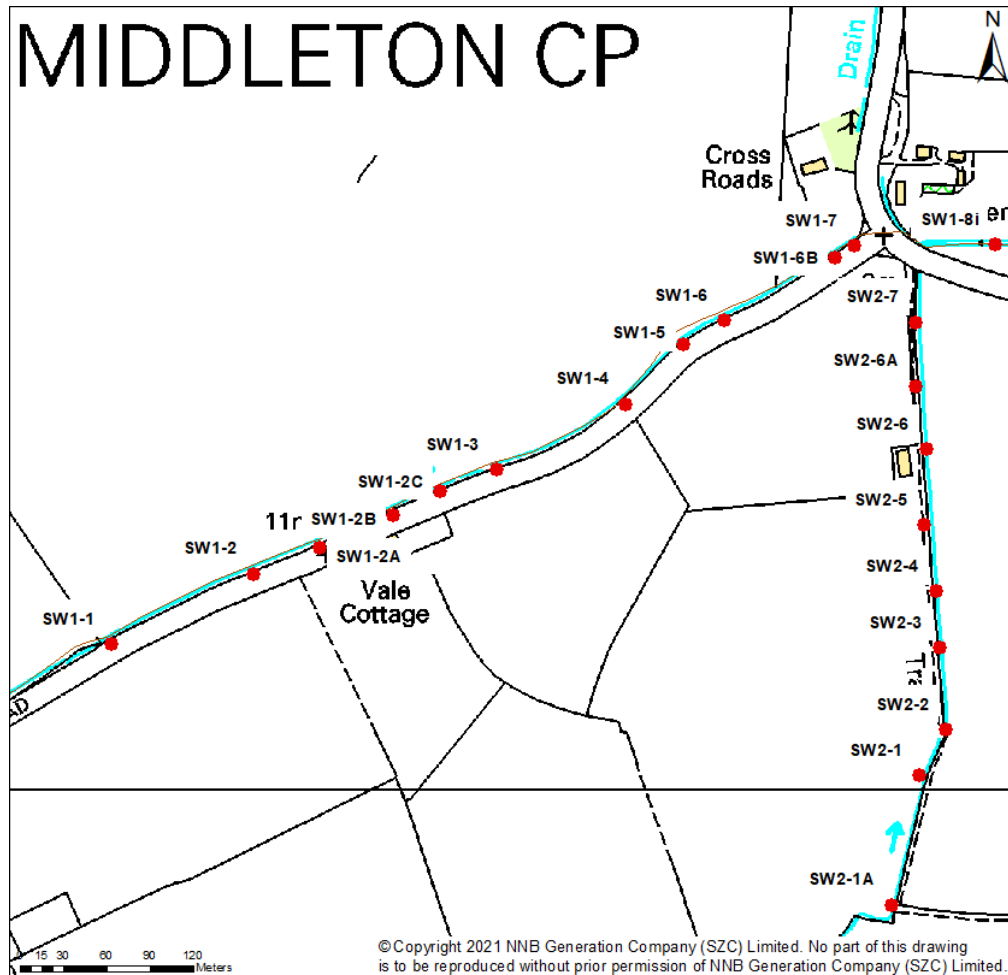 MIDDLETON CP
N
Drain
Cross
Roads
SW1-7
SW1-8i
SW1-6B
SW1-6
SW2-7
SW1-5
SW2-6A
SW1-4
SW2-6
SW1-3
SW1-2C
SW2-5
11r
SW1-2B
SW1-2
SW1-2A
SW2-4
Vale
Cottage
SW1-1
SW2-3
Tra
AD
SW2-2
SW2-1
SW2-1A
0 15 30 60 90 120
Meters
© Copyright 2021 NNB Generation Company (SZC) Limited. No part of this drawing
is to be reproduced without prior permission of NNB Generation Company (SZC) Limited.